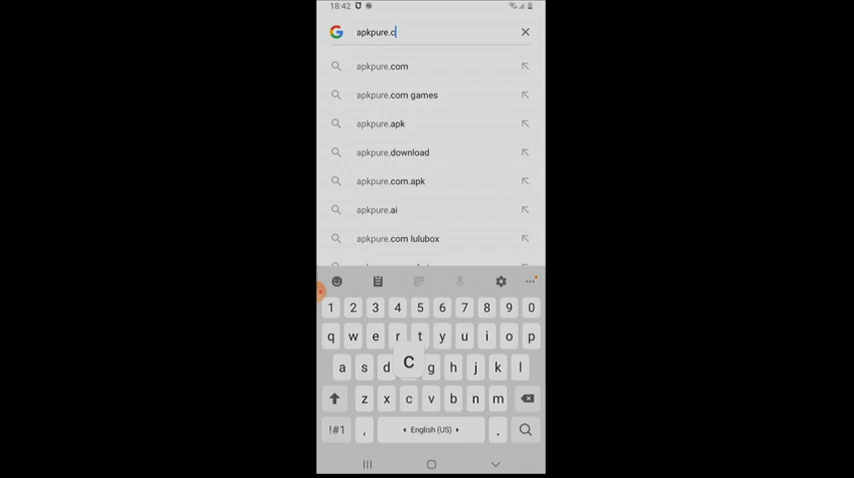 18:42
apkpure.c
apkpure.com
apkpure.com games
apkpure.apk
apkpure.download
apkpure.com.apk
apkpure.ai
apkpure.com lulubox
1 2 3 4 5 6 7 8 9 0
q w e r t y u i o p
a s d C g h j k l
z x c v b n m
!#1 , English (US) .